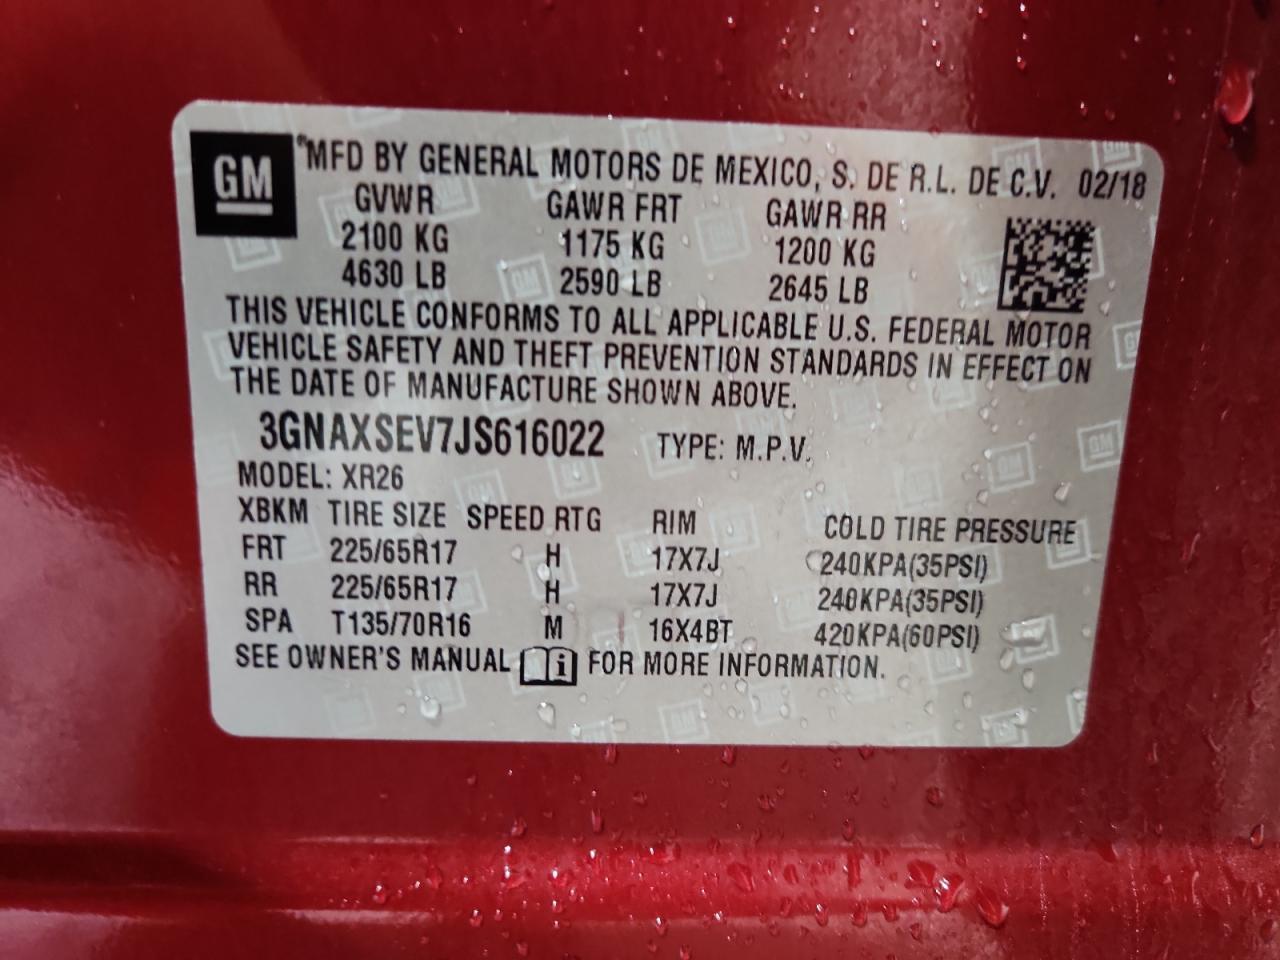 GM
®MFD BY GENERAL MOTORS DE MEXICO, S. DE R.L. DE C.V. 02/18
GVWR GAWR FRT GAWR RR
2100 KG 1175 KG 1200 KG
4630 LB 2590 LB 2645 LB
THIS VEHICLE CONFORMS TO ALL APPLICABLE U.S. FEDERAL MOTOR
VEHICLE SAFETY AND THEFT PREVENTION STANDARDS IN EFFECT ON
THE DATE OF MANUFACTURE SHOWN ABOVE.
3GNAXSEV7JS616022 TYPE: M.P.V.
MODEL: XR26
XBKM TIRE SIZE SPEED RTG RIM COLD TIRE PRESSURE
FRT 225/65R17 H 17X7J 240KPA(35PSI)
RR 225/65R17 H 17X7J 240KPA(35PSI)
SPA T135/70R16 M 16X4BT 420KPA(60PSI)
SEE OWNER'S MANUAL i FOR MORE INFORMATION.